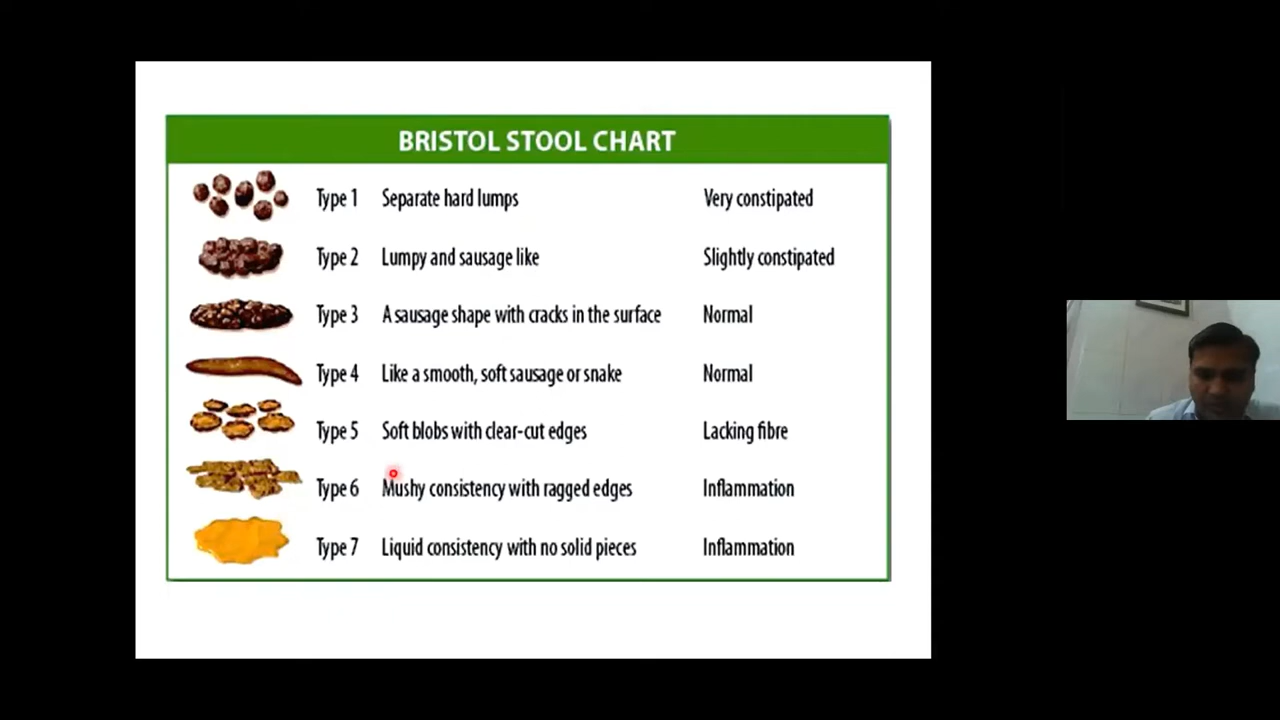 BRISTOL STOOL CHART
Type 1 Separate hard lumps Very constipated
Type 2 Lumpy and sausage like Slightly constipated
Type 3 A sausage shape with cracks in the surface Normal
Type 4 Like a smooth, soft sausage or snake Normal
Type 5 Soft blobs with clear-cut edges Lacking fibre
Type 6 Mushy consistency with ragged edges Inflammation
Type 7 Liquid consistency with no solid pieces Inflammation